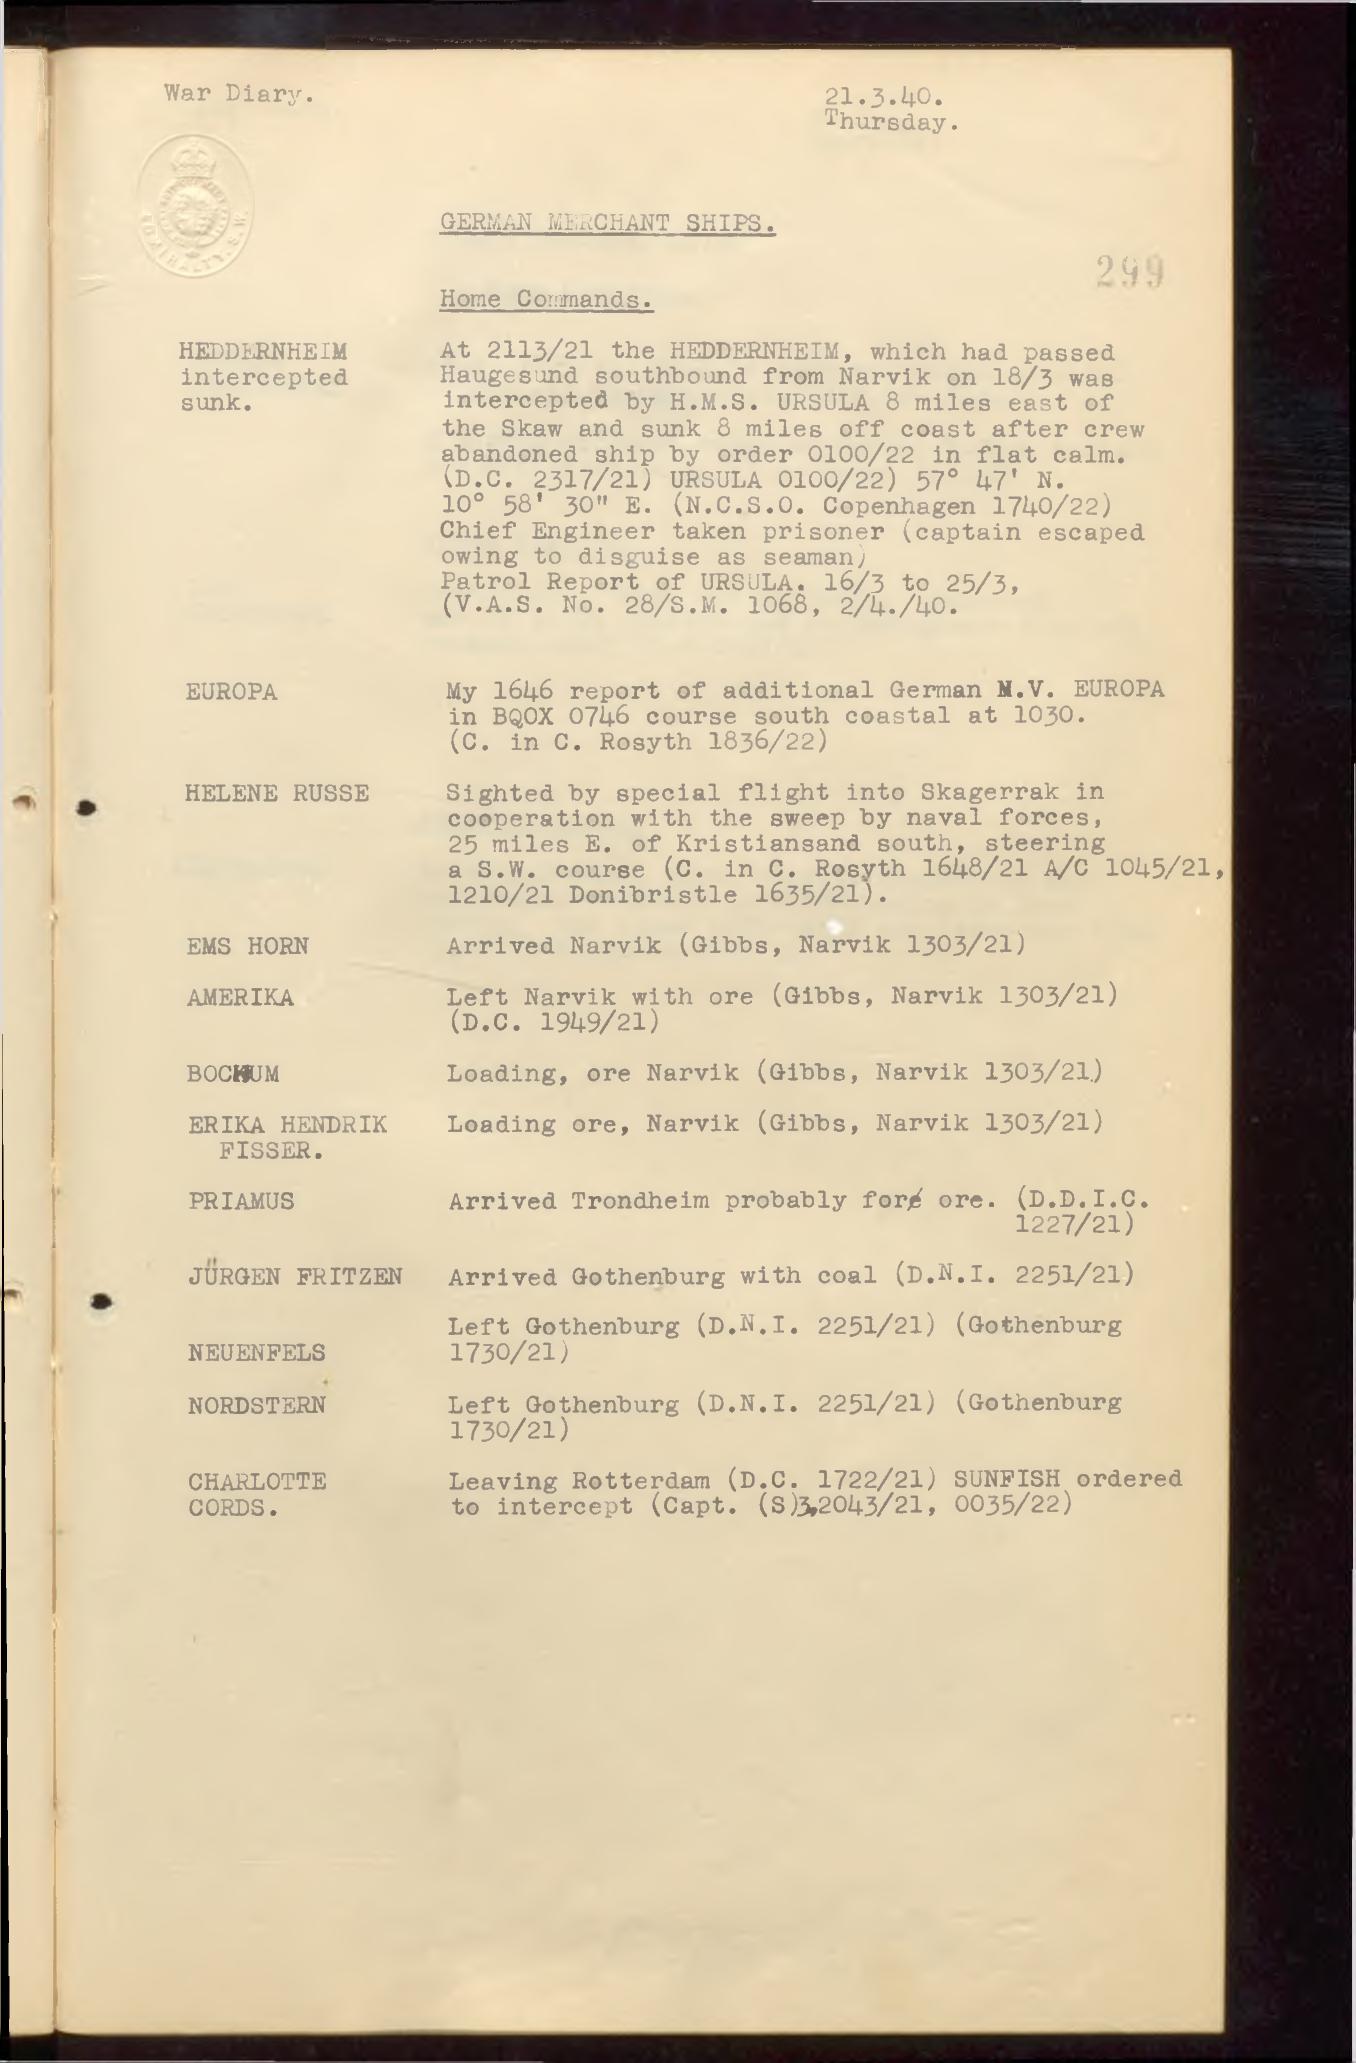 War Diary.
21.3.40.
Thursday.
ADMIRALTY.S.W.
GERMAN MERCHANT SHIPS.
299
Home Commands.
HEDDERNHEIM
intercepted
sunk.
At 2113/21 the HEDDERNHEIM, which had passed
Haugesund southbound from Narvik on 18/3 was
intercepted by H.M.S. URSULA 8 miles east of
the Skaw and sunk 8 miles off coast after crew
abandoned ship by order 0100/22 in flat calm.
(D.C. 2317/21) URSULA 0100/22) 57° 47' N.
10° 58' 30" E. (N.C.S.O. Copenhagen 1740/22)
Chief Engineer taken prisoner (captain escaped
owing to disguise as seaman)
Patrol Report of URSULA. 16/3 to 25/3,
(V.A.S. No. 28/S.M. 1068, 2/4./40.
EUROPA
My 1646 report of additional German M.V. EUROPA
in BQOX 0746 course south coastal at 1030.
(C. in C. Rosyth 1836/22)
HELENE RUSSE
Sighted by special flight into Skagerrak in
cooperation with the sweep by naval forces,
25 miles E. of Kristiansand south, steering
a S.W. course (C. in C. Rosyth 1648/21 A/C 1045/21,
1210/21 Donibristle 1635/21).
EMS HORN
Arrived Narvik (Gibbs, Narvik 1303/21)
AMERIKA
Left Narvik with ore (Gibbs, Narvik 1303/21)
(D.C. 1949/21)
BOCHUM
Loading, ore Narvik (Gibbs, Narvik 1303/21.)
ERIKA HENDRIK
FISSER.
Loading ore, Narvik (Gibbs, Narvik 1303/21)
PRIAMUS
Arrived Trondheim probably for ore. (D.D.I.C.
1227/21)
JÜRGEN FRITZEN
Arrived Gothenburg with coal (D.N.I. 2251/21)
NEUENFELS
Left Gothenburg (D.N.I. 2251/21) (Gothenburg
1730/21)
NORDSTERN
Left Gothenburg (D.N.I. 2251/21) (Gothenburg
1730/21)
CHARLOTTE
CORDS.
Leaving Rotterdam (D.C. 1722/21) SUNFISH ordered
to intercept (Capt. (S)3,2043/21, 0035/22)